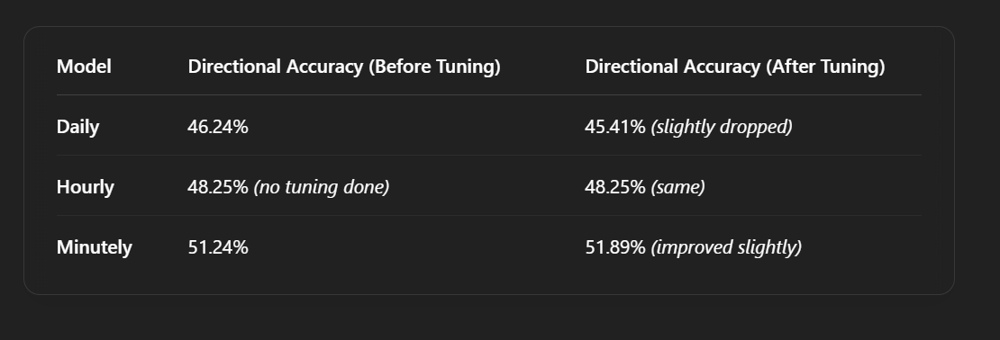 Model Directional Accuracy (Before Tuning) Directional Accuracy (After Tuning)
Daily 46.24% 45.41% (slightly dropped)
Hourly 48.25% (no tuning done) 48.25% (same)
Minutely 51.24% 51.89% (improved slightly)